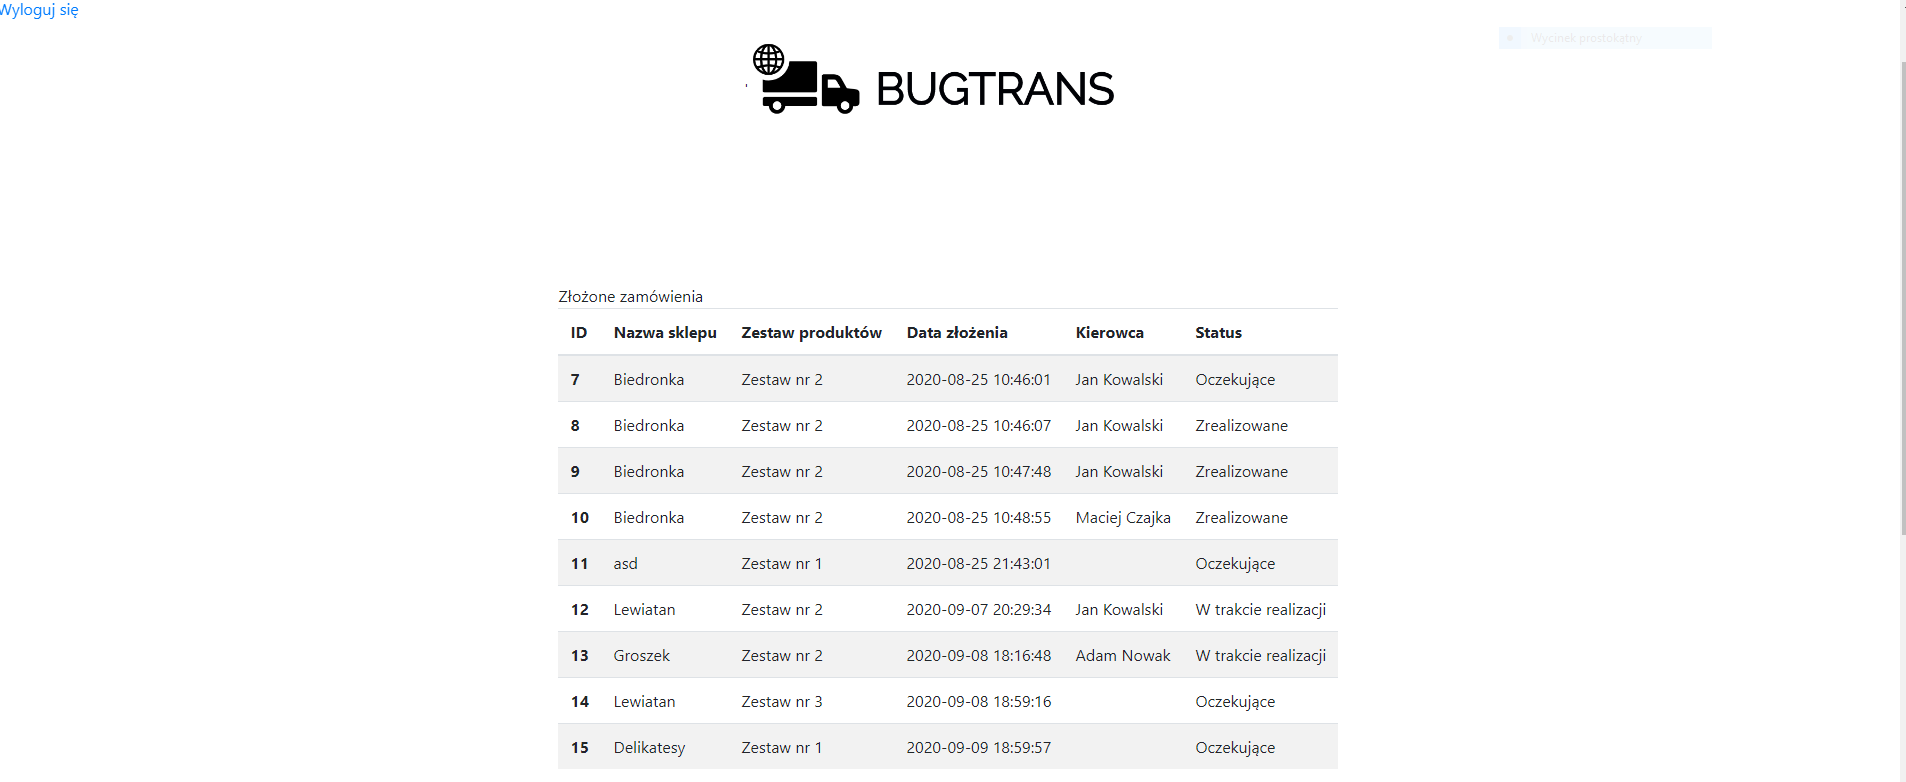 Wyloguj się
Wycinek prostokątny
BUGTRANS
Złożone zamówienia
ID Nazwa sklepu Zestaw produktów Data złożenia Kierowca Status
7 Biedronka Zestaw nr 2 2020-08-25 10:46:01 Jan Kowalski Oczekujące
8 Biedronka Zestaw nr 2 2020-08-25 10:46:07 Jan Kowalski Zrealizowane
9 Biedronka Zestaw nr 2 2020-08-25 10:47:48 Jan Kowalski Zrealizowane
10 Biedronka Zestaw nr 2 2020-08-25 10:48:55 Maciej Czajka Zrealizowane
11 asd Zestaw nr 1 2020-08-25 21:43:01 Oczekujące
12 Lewiatan Zestaw nr 2 2020-09-07 20:29:34 Jan Kowalski W trakcie realizacji
13 Groszek Zestaw nr 2 2020-09-08 18:16:48 Adam Nowak W trakcie realizacji
14 Lewiatan Zestaw nr 3 2020-09-08 18:59:16 Oczekujące
15 Delikatesy Zestaw nr 1 2020-09-09 18:59:57 Oczekujące